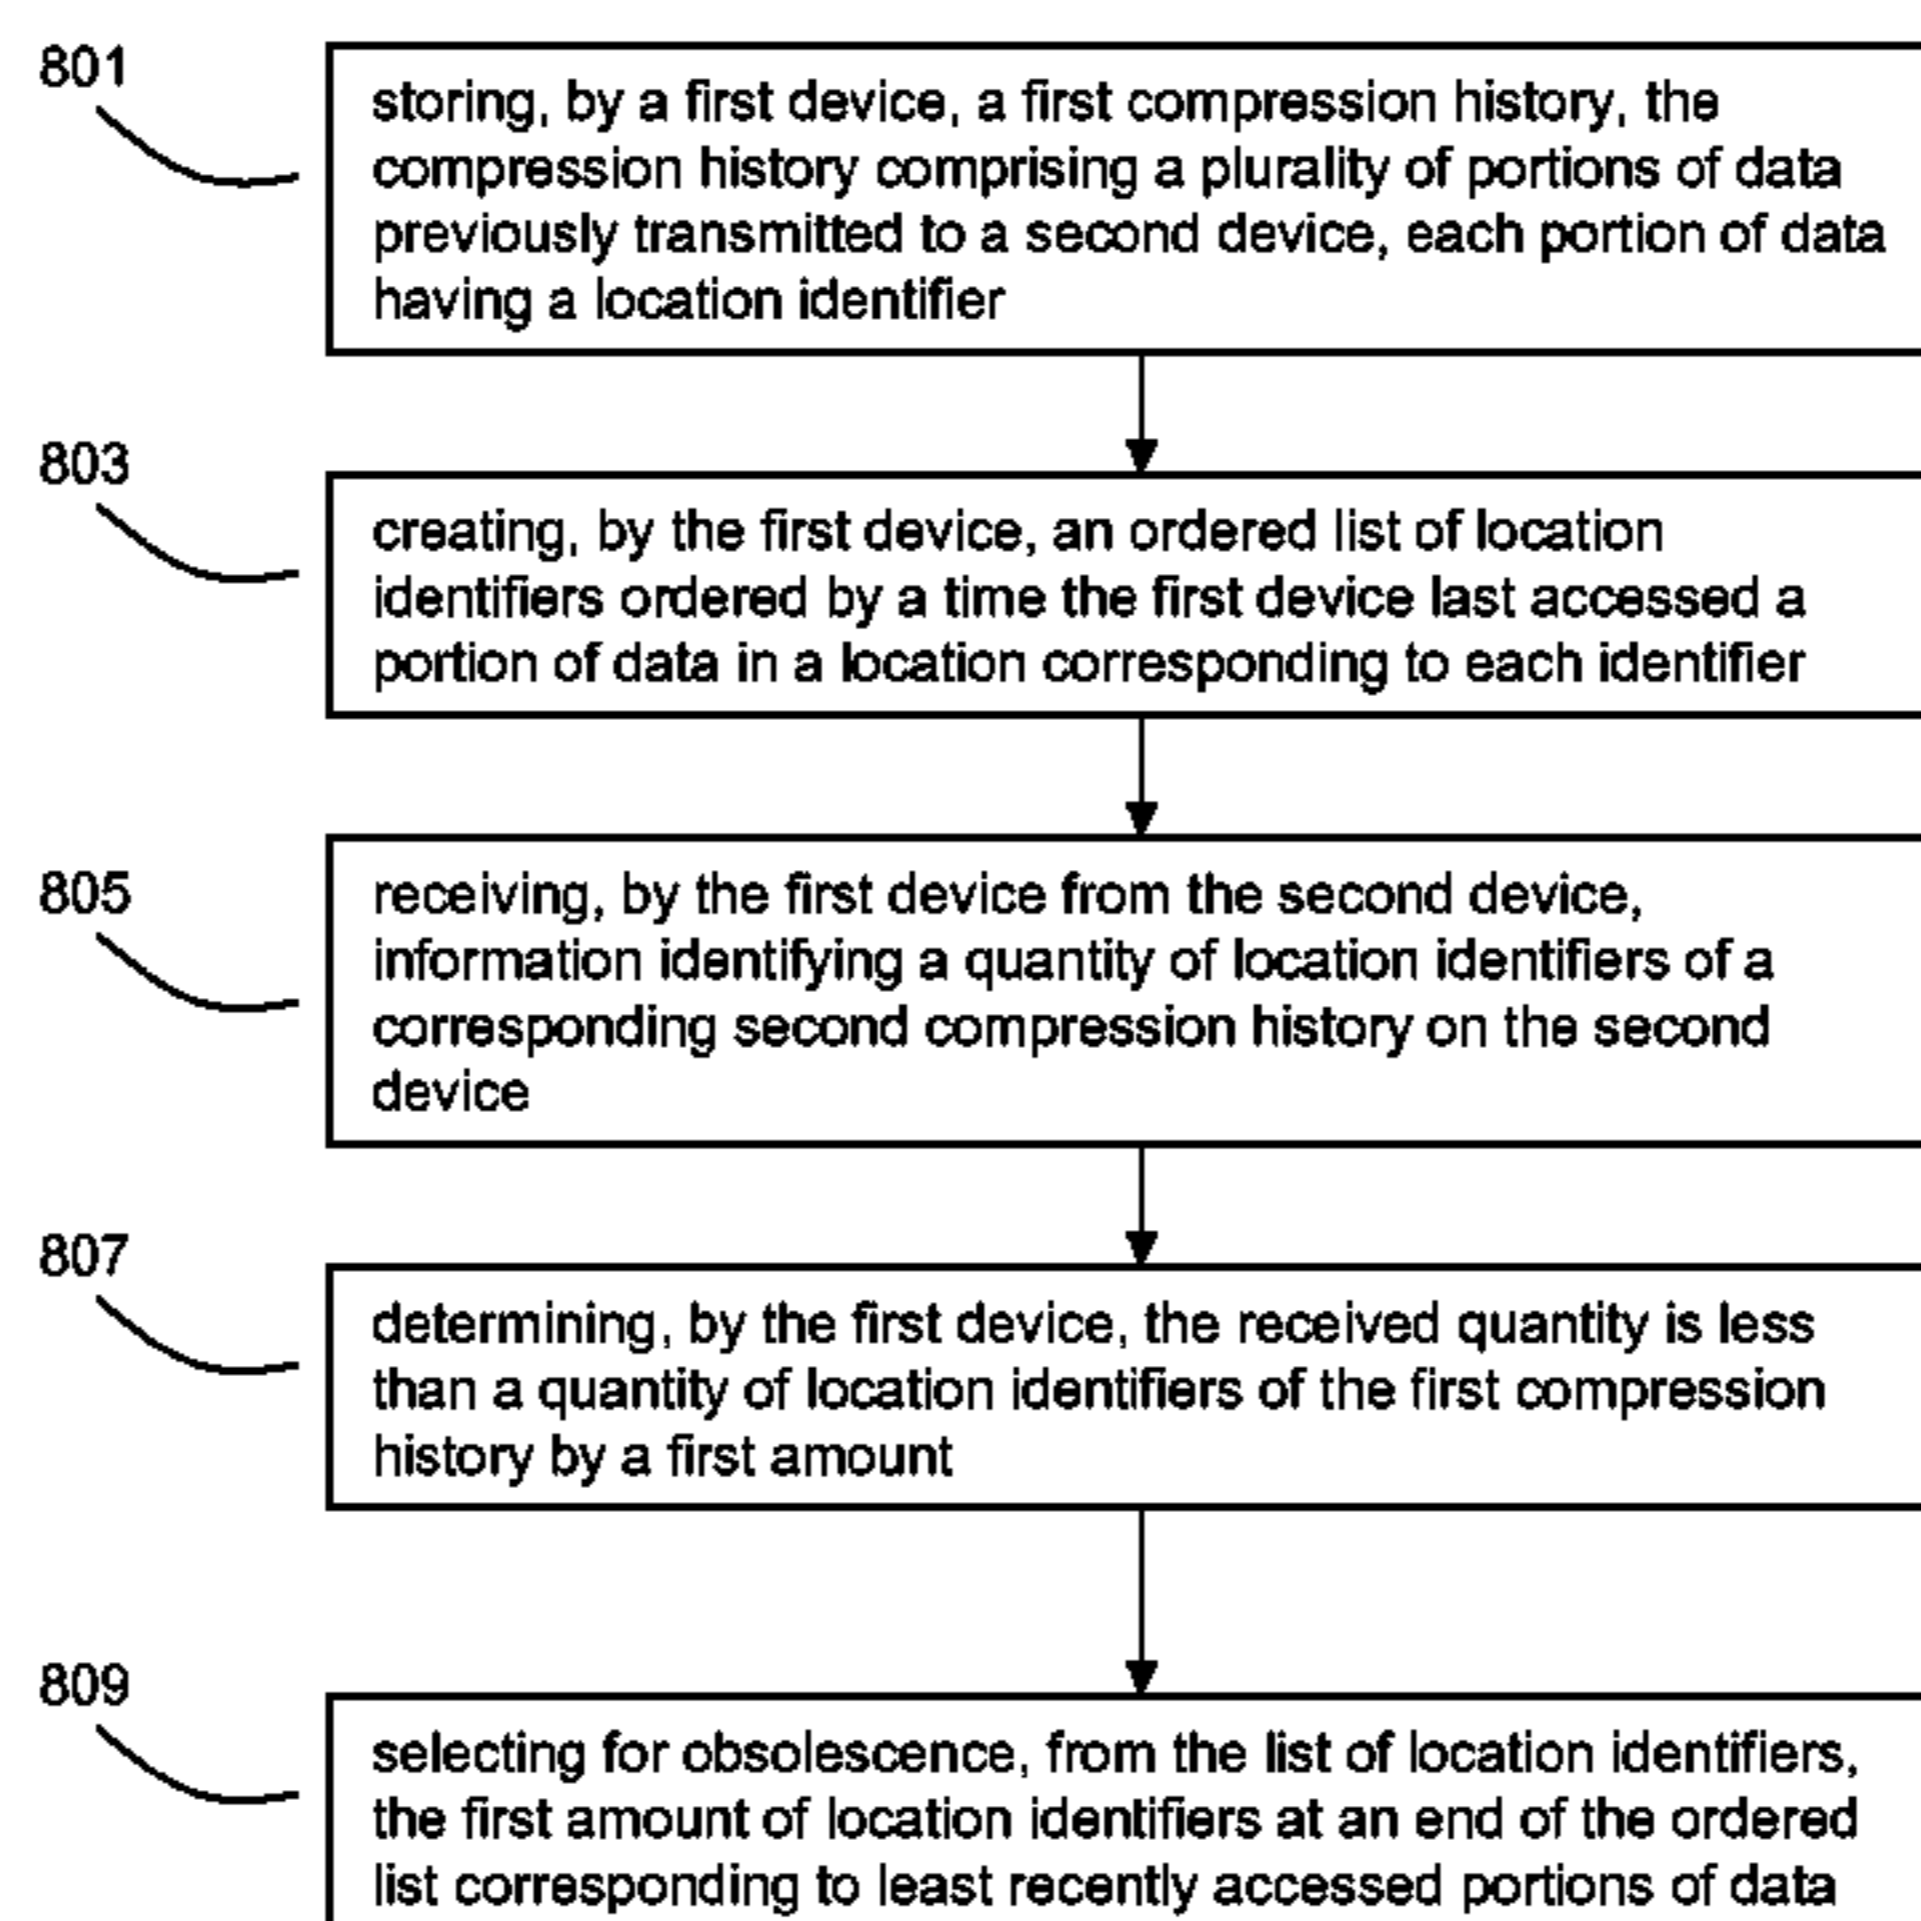 801
storing, by a first device, a first compression history, the
compression history comprising a plurality of portions of data
previously transmitted to a second device, each portion of data
having a location identifier
803
creating, by the first device, an ordered list of location
identifiers ordered by a time the first device last accessed a
portion of data in a location corresponding to each identifier
805
receiving, by the first device from the second device,
information identifying a quantity of location identifiers of a
corresponding second compression history on the second
device
807
determining, by the first device, the received quantity is less
than a quantity of location identifiers of the first compression
history by a first amount
809
selecting for obsolescence, from the list of location identifiers,
the first amount of location identifiers at an end of the ordered
list corresponding to least recently accessed portions of data